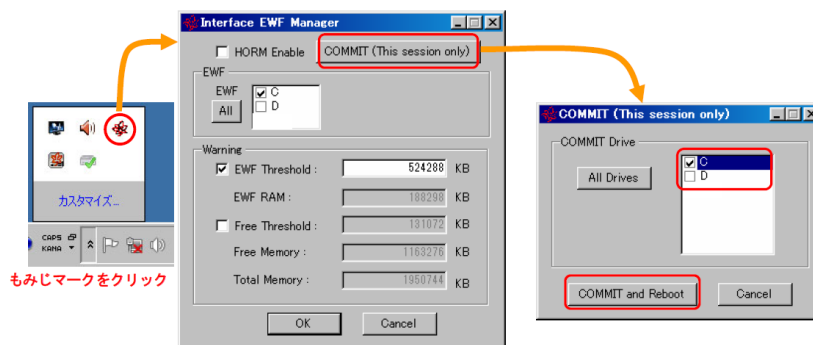 カスタマイズ...
CAPS
KANA
もみじマークをクリック
Interface EWF Manager
HORM Enable
COMMIT (This session only)
EWF
EWF
All
C
D
Warning
EWF Threshold :
524288 KB
EWF RAM :
188298 KB
Free Threshold :
131072 KB
Free Memory :
1163276 KB
Total Memory :
1950744 KB
OK
Cancel
COMMIT (This session only)
COMMIT Drive
All Drives
C
D
COMMIT and Reboot
Cancel